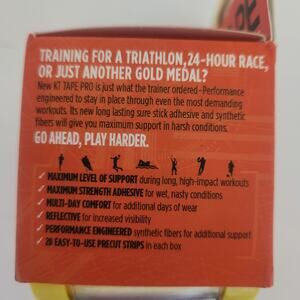 TRAINING FOR A TRIATHLON, 24-HOUR RACE,
OR JUST ANOTHER GOLD MEDAL?
New KT TAPE PRO is just what the trainer ordered-Performance
engineered to stay in place through even the most demanding
workouts. Its new long lasting sure stick adhesive and synthetic
fibers will give you maximum support in harsh conditions.
GO AHEAD, PLAY HARDER.
✓ MAXIMUM LEVEL OF SUPPORT during long, high-impact workouts
✓ MAXIMUM STRENGTH ADHESIVE for wet, nasty conditions
✓ MULTI-DAY COMFORT for additional days of wear
✓ REFLECTIVE for increased visibility
✓ PERFORMANCE ENGINEERED synthetic fibers for additional support
✓ 20 EASY-TO-USE PRECUT STRIPS in each box